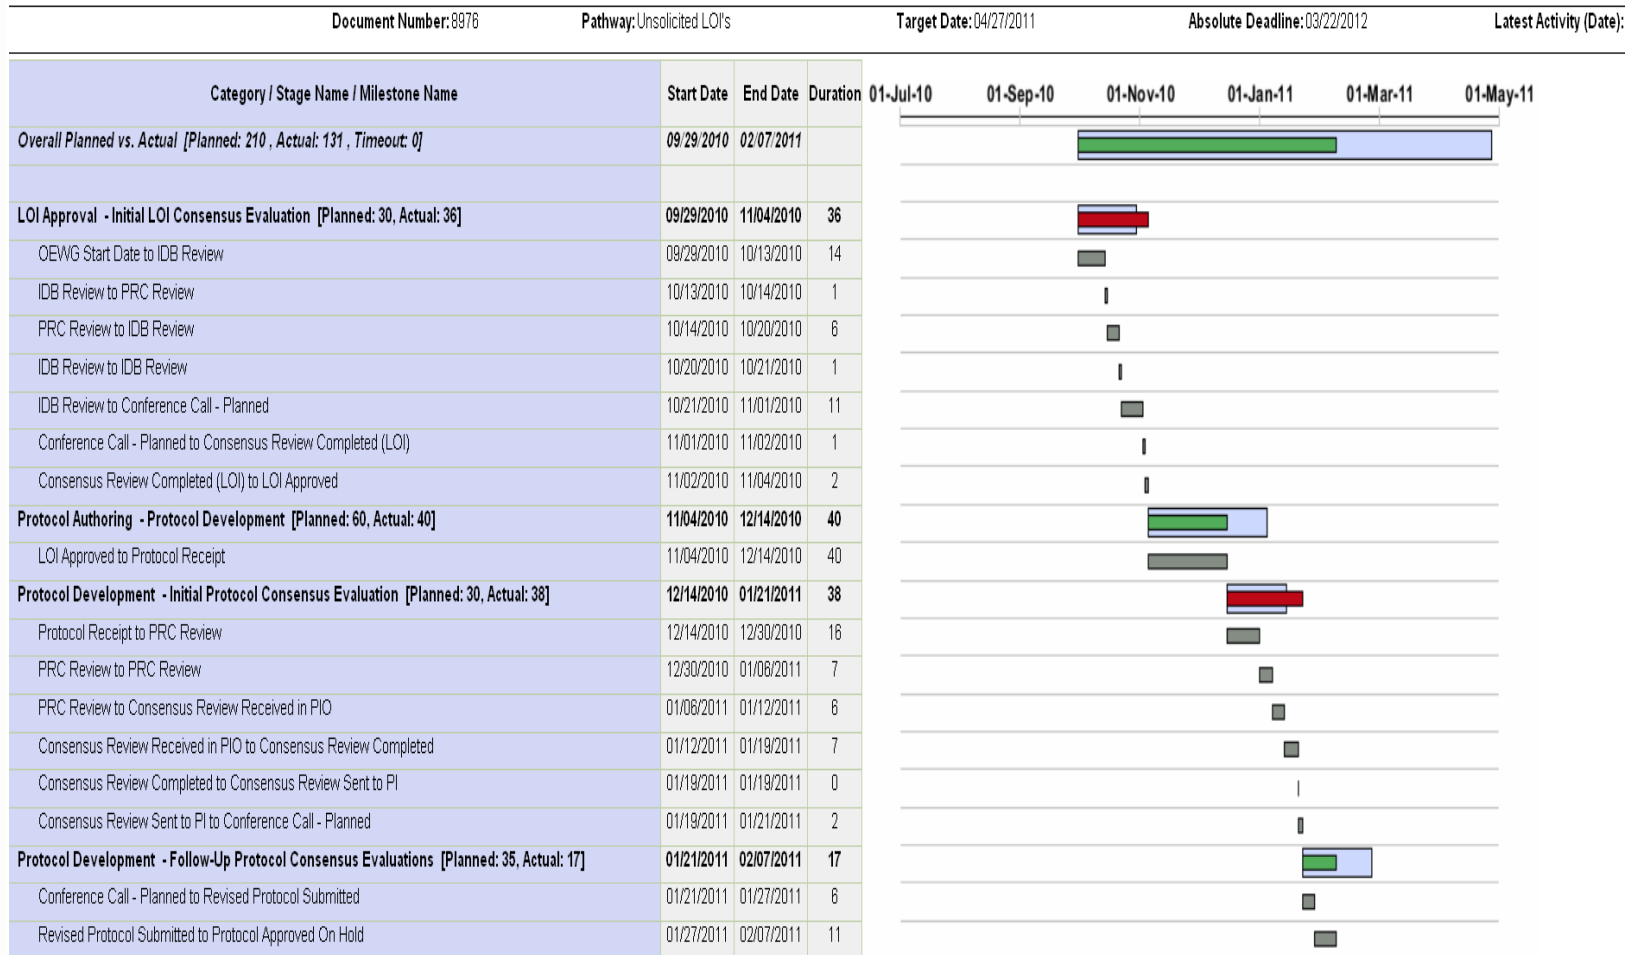 Document Number: 8976 Pathway: Unsolicited LOI's Target Date: 04/27/2011 Absolute Deadline: 03/22/2012 Latest Activity (Date):
Category / Stage Name / Milestone Name Start Date End Date Duration 01-Jul-10 01-Sep-10 01-Nov-10 01-Jan-11 01-Mar-11 01-May-11
Overall Planned vs. Actual [Planned: 210 , Actual: 131 , Timeout: 0] 09/29/2010 02/07/2011
LOI Approval - Initial LOI Consensus Evaluation [Planned: 30, Actual: 36] 09/29/2010 11/04/2010 36
OEWG Start Date to IDB Review 09/29/2010 10/13/2010 14
IDB Review to PRC Review 10/13/2010 10/14/2010 1
PRC Review to IDB Review 10/14/2010 10/20/2010 6
IDB Review to IDB Review 10/20/2010 10/21/2010 1
IDB Review to Conference Call - Planned 10/21/2010 11/01/2010 11
Conference Call - Planned to Consensus Review Completed (LOI) 11/01/2010 11/02/2010 1
Consensus Review Completed (LOI) to LOI Approved 11/02/2010 11/04/2010 2
Protocol Authoring - Protocol Development [Planned: 60, Actual: 40] 11/04/2010 12/14/2010 40
LOI Approved to Protocol Receipt 11/04/2010 12/14/2010 40
Protocol Development - Initial Protocol Consensus Evaluation [Planned: 30, Actual: 38] 12/14/2010 01/21/2011 38
Protocol Receipt to PRC Review 12/14/2010 12/30/2010 16
PRC Review to PRC Review 12/30/2010 01/06/2011 7
PRC Review to Consensus Review Received in PIO 01/06/2011 01/12/2011 6
Consensus Review Received in PIO to Consensus Review Completed 01/12/2011 01/19/2011 7
Consensus Review Completed to Consensus Review Sent to PI 01/19/2011 01/19/2011 0
Consensus Review Sent to PI to Conference Call - Planned 01/19/2011 01/21/2011 2
Protocol Development - Follow-Up Protocol Consensus Evaluations [Planned: 35, Actual: 17] 01/21/2011 02/07/2011 17
Conference Call - Planned to Revised Protocol Submitted 01/21/2011 01/27/2011 6
Revised Protocol Submitted to Protocol Approved On Hold 01/27/2011 02/07/2011 11